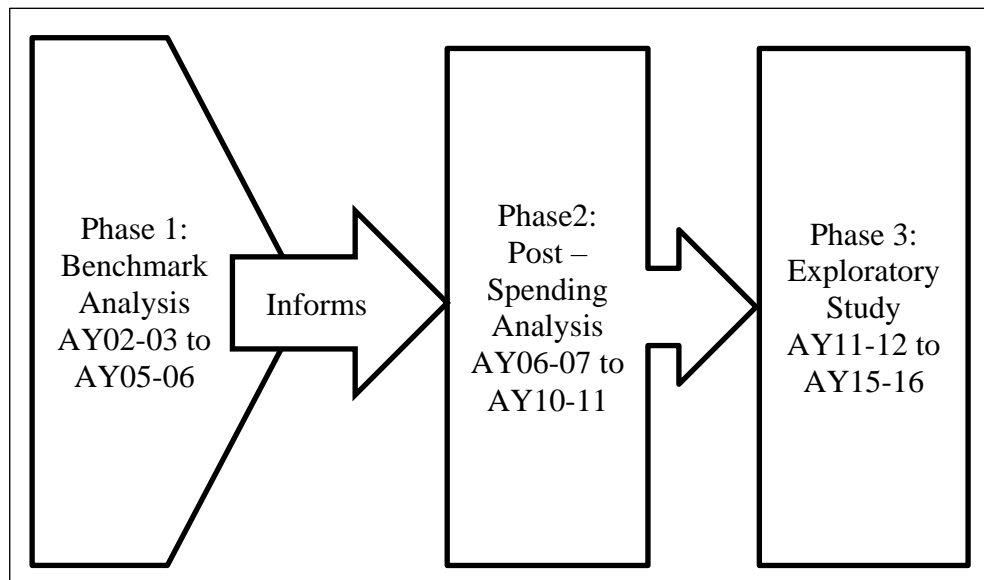 Phase 1:
Benchmark
Analysis
AY02-03 to
AY05-06
Informs
Phase2:
Post –
Spending
Analysis
AY06-07 to
AY10-11
Phase 3:
Exploratory
Study
AY11-12 to
AY15-16